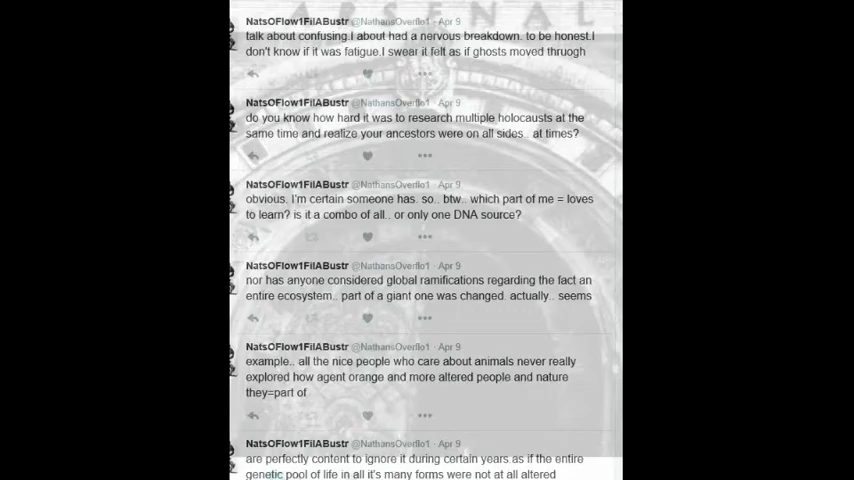 ARSENAL
NatsOFlow1FilABustr @NathansOverflo1 · Apr 9
talk about confusing.I about had a nervous breakdown. to be honest.I
don't know if it was fatigue.I swear it felt as if ghosts moved thruogh
NatsOFlow1FilABustr @NathansOverflo1 · Apr 9
do you know how hard it was to research multiple holocausts at the
same time and realize your ancestors were on all sides.. at times?
NatsOFlow1FilABustr @NathansOverflo1 · Apr 9
obvious. I'm certain someone has. so.. btw.. which part of me = loves
to learn? is it a combo of all.. or only one DNA source?
NatsOFlow1FilABustr @NathansOverflo1 · Apr 9
nor has anyone considered global ramifications regarding the fact an
entire ecosystem.. part of a giant one was changed. actually.. seems
NatsOFlow1FilABustr @NathansOverflo1 · Apr 9
example.. all the nice people who care about animals never really
explored how agent orange and more altered people and nature
they=part of
NatsOFlow1FilABustr @NathansOverflo1 · Apr 9
are perfectly content to ignore it during certain years.as if the entire
genetic pool of life in all it's many forms were not at all altered